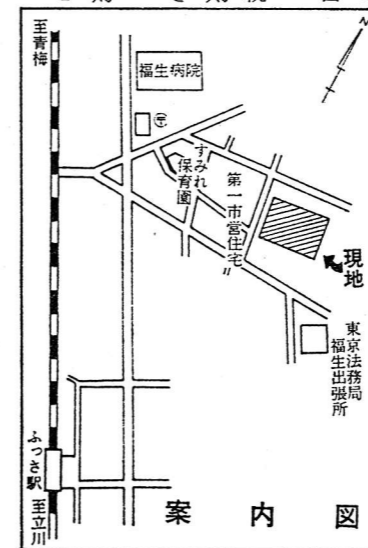 至青梅
福生病院
〒
すみれ
保育園
第一市営住宅
〃
現地
東京法務局
福生出張所
ふっさ駅
至立川
案内図